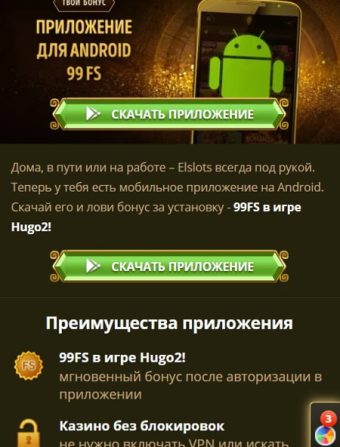 ТВОЙ БОНУС
ПРИЛОЖЕНИЕ
ДЛЯ ANDROID
99 FS
СКАЧАТЬ ПРИЛОЖЕНИЕ
Дома, в пути или на работе – Elslots всегда под рукой.
Теперь у тебя есть мобильное приложение на Android.
Скачай его и лови бонус за установку - 99FS в игре
Hugo2!
СКАЧАТЬ ПРИЛОЖЕНИЕ
Преимущества приложения
FS
99FS в игре Hugo2!
мгновенный бонус после авторизации в
приложении
3
Казино без блокировок
не нужно включать VPN или искать